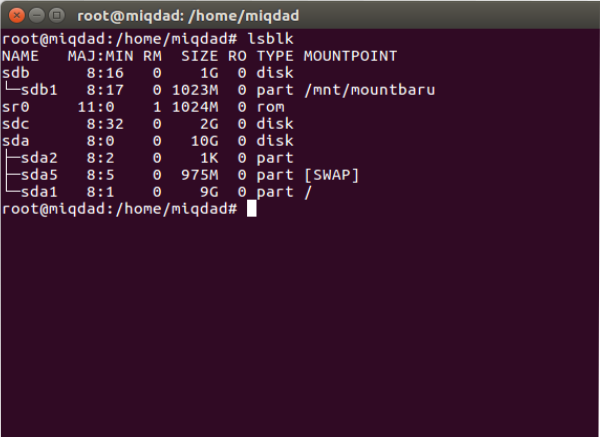 root@miqdad: /home/miqdad
root@miqdad:/home/miqdad# lsblk
NAME   MAJ:MIN RM  SIZE RO TYPE MOUNTPOINT
sdb      8:16   0    1G  0 disk
└─sdb1   8:17   0 1023M  0 part /mnt/mountbaru
sr0     11:0    1 1024M  0 rom
sdc      8:32   0    2G  0 disk
sda      8:0    0   10G  0 disk
├─sda2   8:2    0    1K  0 part
├─sda5   8:5    0  975M  0 part [SWAP]
└─sda1   8:1    0    9G  0 part /
root@miqdad:/home/miqdad#